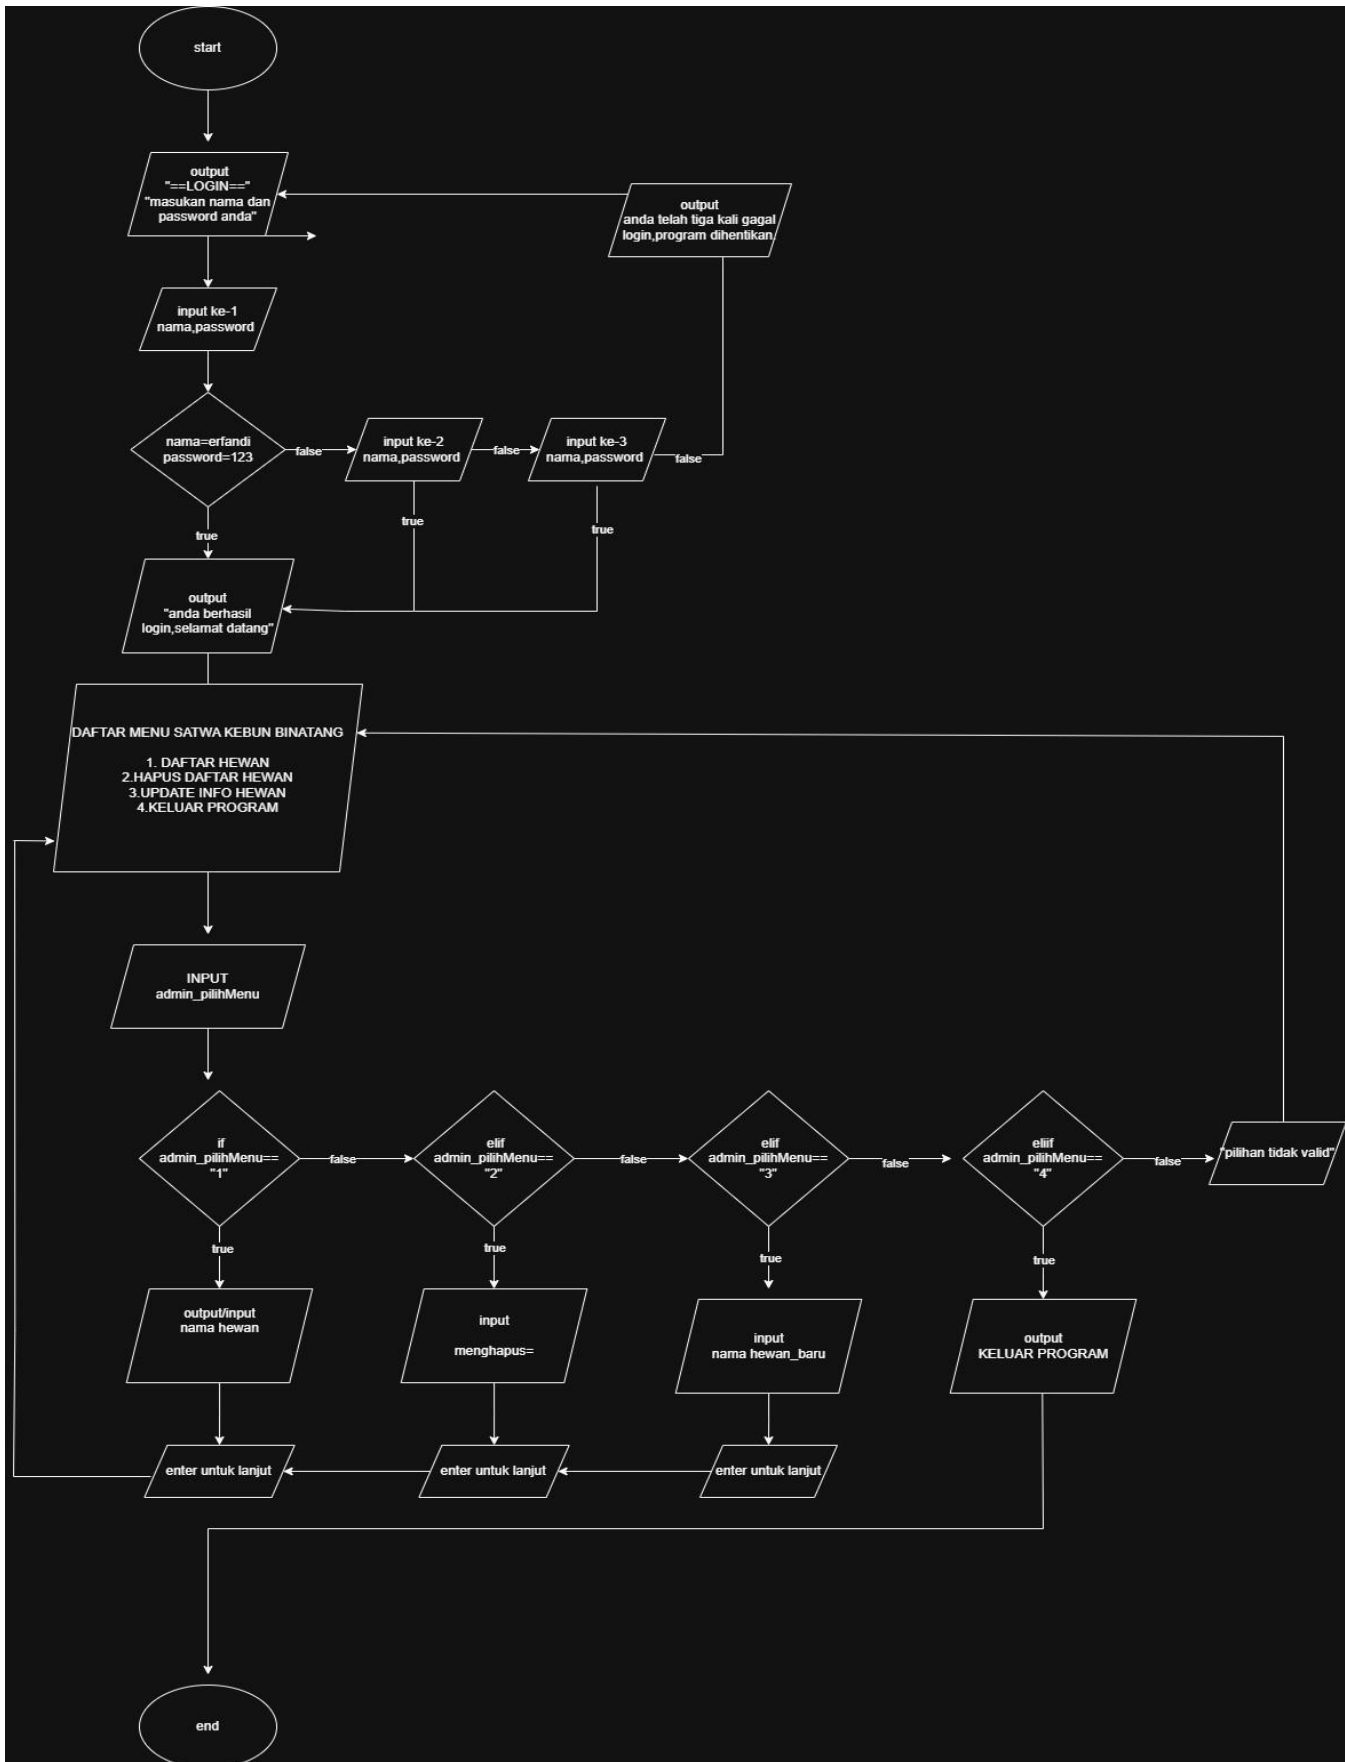 start
output
"==LOGIN=="
"masukan nama dan
password anda"
output
anda telah tiga kali gagal
login,program dihentikan
input ke-1
nama,password
nama=erfandi
password=123
false
input ke-2
nama,password
false
input ke-3
nama,password
false
true
true
true
output
"anda berhasil
login,selamat datang"
DAFTAR MENU SATWA KEBUN BINATANG
1. DAFTAR HEWAN
2.HAPUS DAFTAR HEWAN
3.UPDATE INFO HEWAN
4.KELUAR PROGRAM
INPUT
admin_pilihMenu
if
admin_pilihMenu==
"1"
false
elif
admin_pilihMenu==
"2"
false
elif
admin_pilihMenu==
"3"
false
eliif
admin_pilihMenu==
"4"
false
"pilihan tidak valid"
true
true
true
true
output/input
nama hewan
input
menghapus=
input
nama hewan_baru
output
KELUAR PROGRAM
enter untuk lanjut
enter untuk lanjut
enter untuk lanjut
end